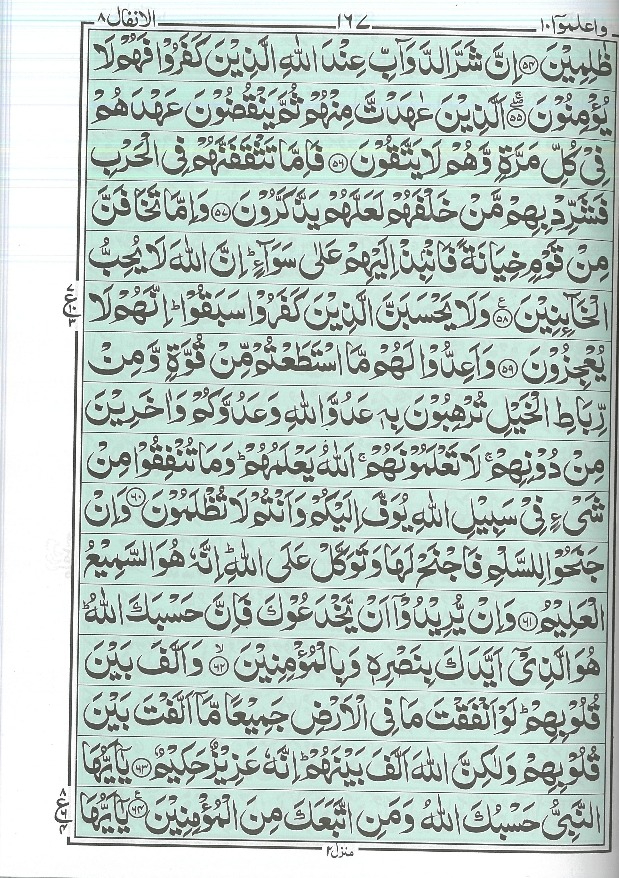 واعلموا ١٠ ١٦٧ الانفال ٨
ظٰلِمِيْنَ ﴿٥٤﴾ اِنَّ شَرَّ الدَّوَآبِّ عِنْدَ اللّٰهِ الَّذِيْنَ كَفَرُوْا فَهُمْ لَا
يُؤْمِنُوْنَ ﴿٥٥﴾ اَلَّذِيْنَ عٰهَدْتَّ مِنْهُمْ ثُمَّ يَنْقُضُوْنَ عَهْدَهُمْ
فِيْ كُلِّ مَرَّةٍ وَّهُمْ لَا يَتَّقُوْنَ ﴿٥٦﴾ فَاِمَّا تَثْقَفَنَّهُمْ فِى الْحَرْبِ
فَشَرِّدْ بِهِمْ مَّنْ خَلْفَهُمْ لَعَلَّهُمْ يَذَّكَّرُوْنَ ﴿٥٧﴾ وَاِمَّا تَخَافَنَّ
مِنْ قَوْمٍ خِيَانَةً فَانْۢبِذْ اِلَيْهِمْ عَلٰى سَوَآءٍ ؕ اِنَّ اللّٰهَ لَا يُحِبُّ
الْخَآئِنِيْنَ ﴿٥٨﴾ وَلَا يَحْسَبَنَّ الَّذِيْنَ كَفَرُوْا سَبَقُوْا ؕ اِنَّهُمْ لَا
يُعْجِزُوْنَ ﴿٥٩﴾ وَاَعِدُّوْا لَهُمْ مَّا اسْتَطَعْتُمْ مِّنْ قُوَّةٍ وَّمِنْ
رِّبَاطِ الْخَيْلِ تُرْهِبُوْنَ بِهٖ عَدُوَّ اللّٰهِ وَعَدُوَّكُمْ وَاٰخَرِيْنَ
مِنْ دُوْنِهِمْ ۚ لَا تَعْلَمُوْنَهُمْ ۚ اَللّٰهُ يَعْلَمُهُمْ ؕ وَمَا تُنْفِقُوْا مِنْ
شَيْءٍ فِيْ سَبِيْلِ اللّٰهِ يُوَفَّ اِلَيْكُمْ وَاَنْتُمْ لَا تُظْلَمُوْنَ ﴿٦٠﴾ وَاِنْ
جَنَحُوْا لِلسَّلْمِ فَاجْنَحْ لَهَا وَتَوَكَّلْ عَلَى اللّٰهِ ؕ اِنَّهٗ هُوَ السَّمِيْعُ
الْعَلِيْمُ ﴿٦١﴾ وَاِنْ يُّرِيْدُوْٓا اَنْ يَّخْدَعُوْكَ فَاِنَّ حَسْبَكَ اللّٰهُ ؕ
هُوَ الَّذِيْٓ اَيَّدَكَ بِنَصْرِهٖ وَبِالْمُؤْمِنِيْنَ ﴿٦٢﴾ وَاَلَّفَ بَيْنَ
قُلُوْبِهِمْ ؕ لَوْ اَنْفَقْتَ مَا فِى الْاَرْضِ جَمِيْعًا مَّآ اَلَّفْتَ بَيْنَ
قُلُوْبِهِمْ وَلٰكِنَّ اللّٰهَ اَلَّفَ بَيْنَهُمْ ؕ اِنَّهٗ عَزِيْزٌ حَكِيْمٌ ﴿٦٣﴾ يٰٓاَيُّهَا
النَّبِيُّ حَسْبُكَ اللّٰهُ وَمَنِ اتَّبَعَكَ مِنَ الْمُؤْمِنِيْنَ ﴿٦٤﴾ يٰٓاَيُّهَا
منزل ٢